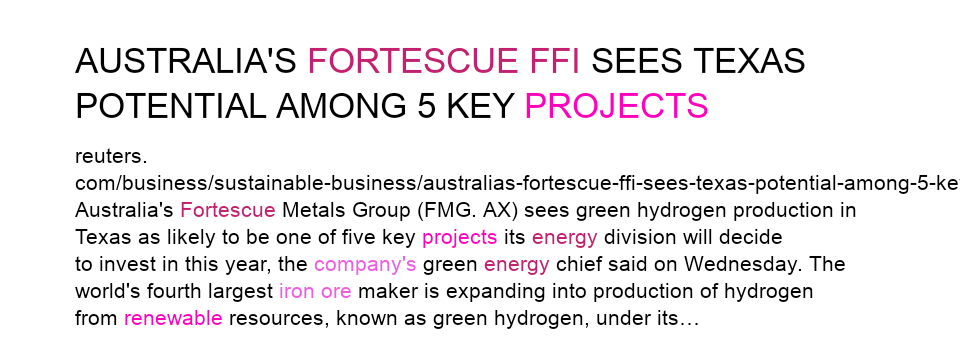 AUSTRALIA'S FORTESCUE FFI SEES TEXAS
POTENTIAL AMONG 5 KEY PROJECTS
reuters.
com/business/sustainable-business/australias-fortescue-ffi-sees-texas-potential-among-5-ke
Australia's Fortescue Metals Group (FMG. AX) sees green hydrogen production in
Texas as likely to be one of five key projects its energy division will decide
to invest in this year, the company's green energy chief said on Wednesday. The
world's fourth largest iron ore maker is expanding into production of hydrogen
from renewable resources, known as green hydrogen, under its…